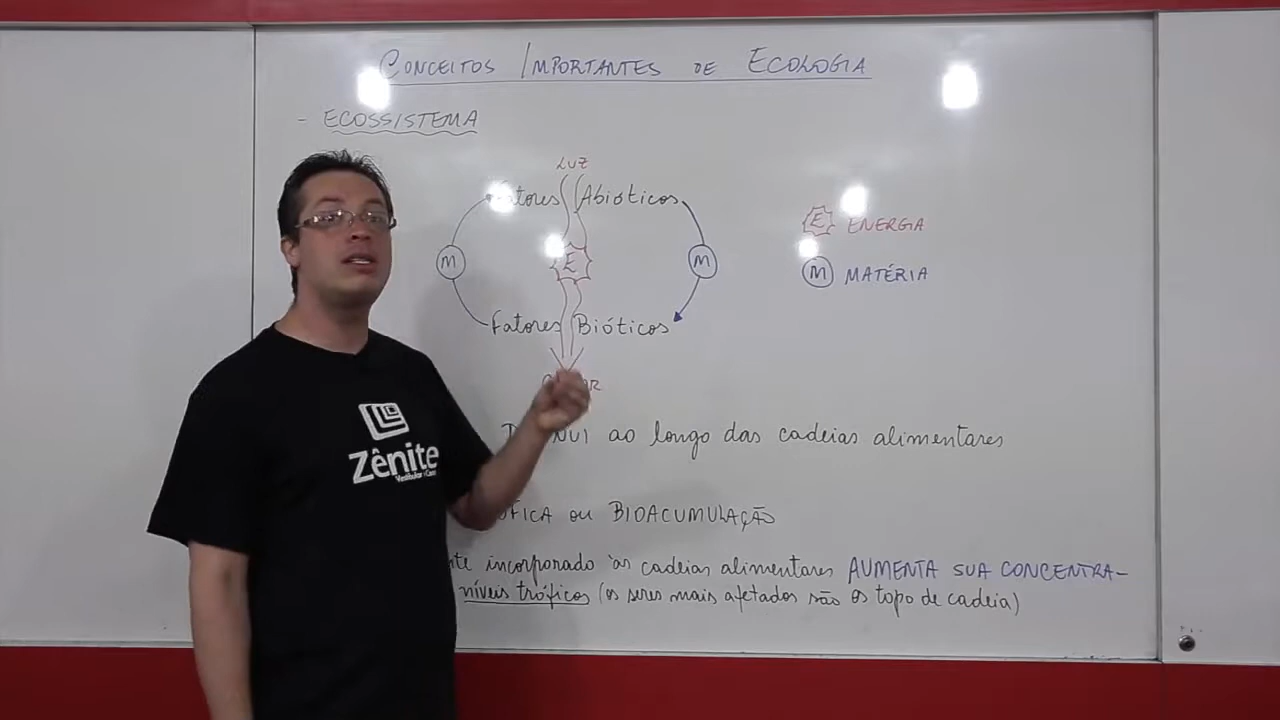 CONCEITOS IMPORTANTES DE ECOLOGIA
- ECOSSISTEMA
LUZ
Fatores Abióticos
E ENERGIA
M
E
M
M MATÉRIA
Fatores Bióticos
ao longo das cadeias alimentares
ou BIOACUMULAÇÃO
incorporado às cadeias alimentares AUMENTA SUA CONCENTRA-
níveis tróficos (os seres mais afetados são os topo de cadeia)
Zênite